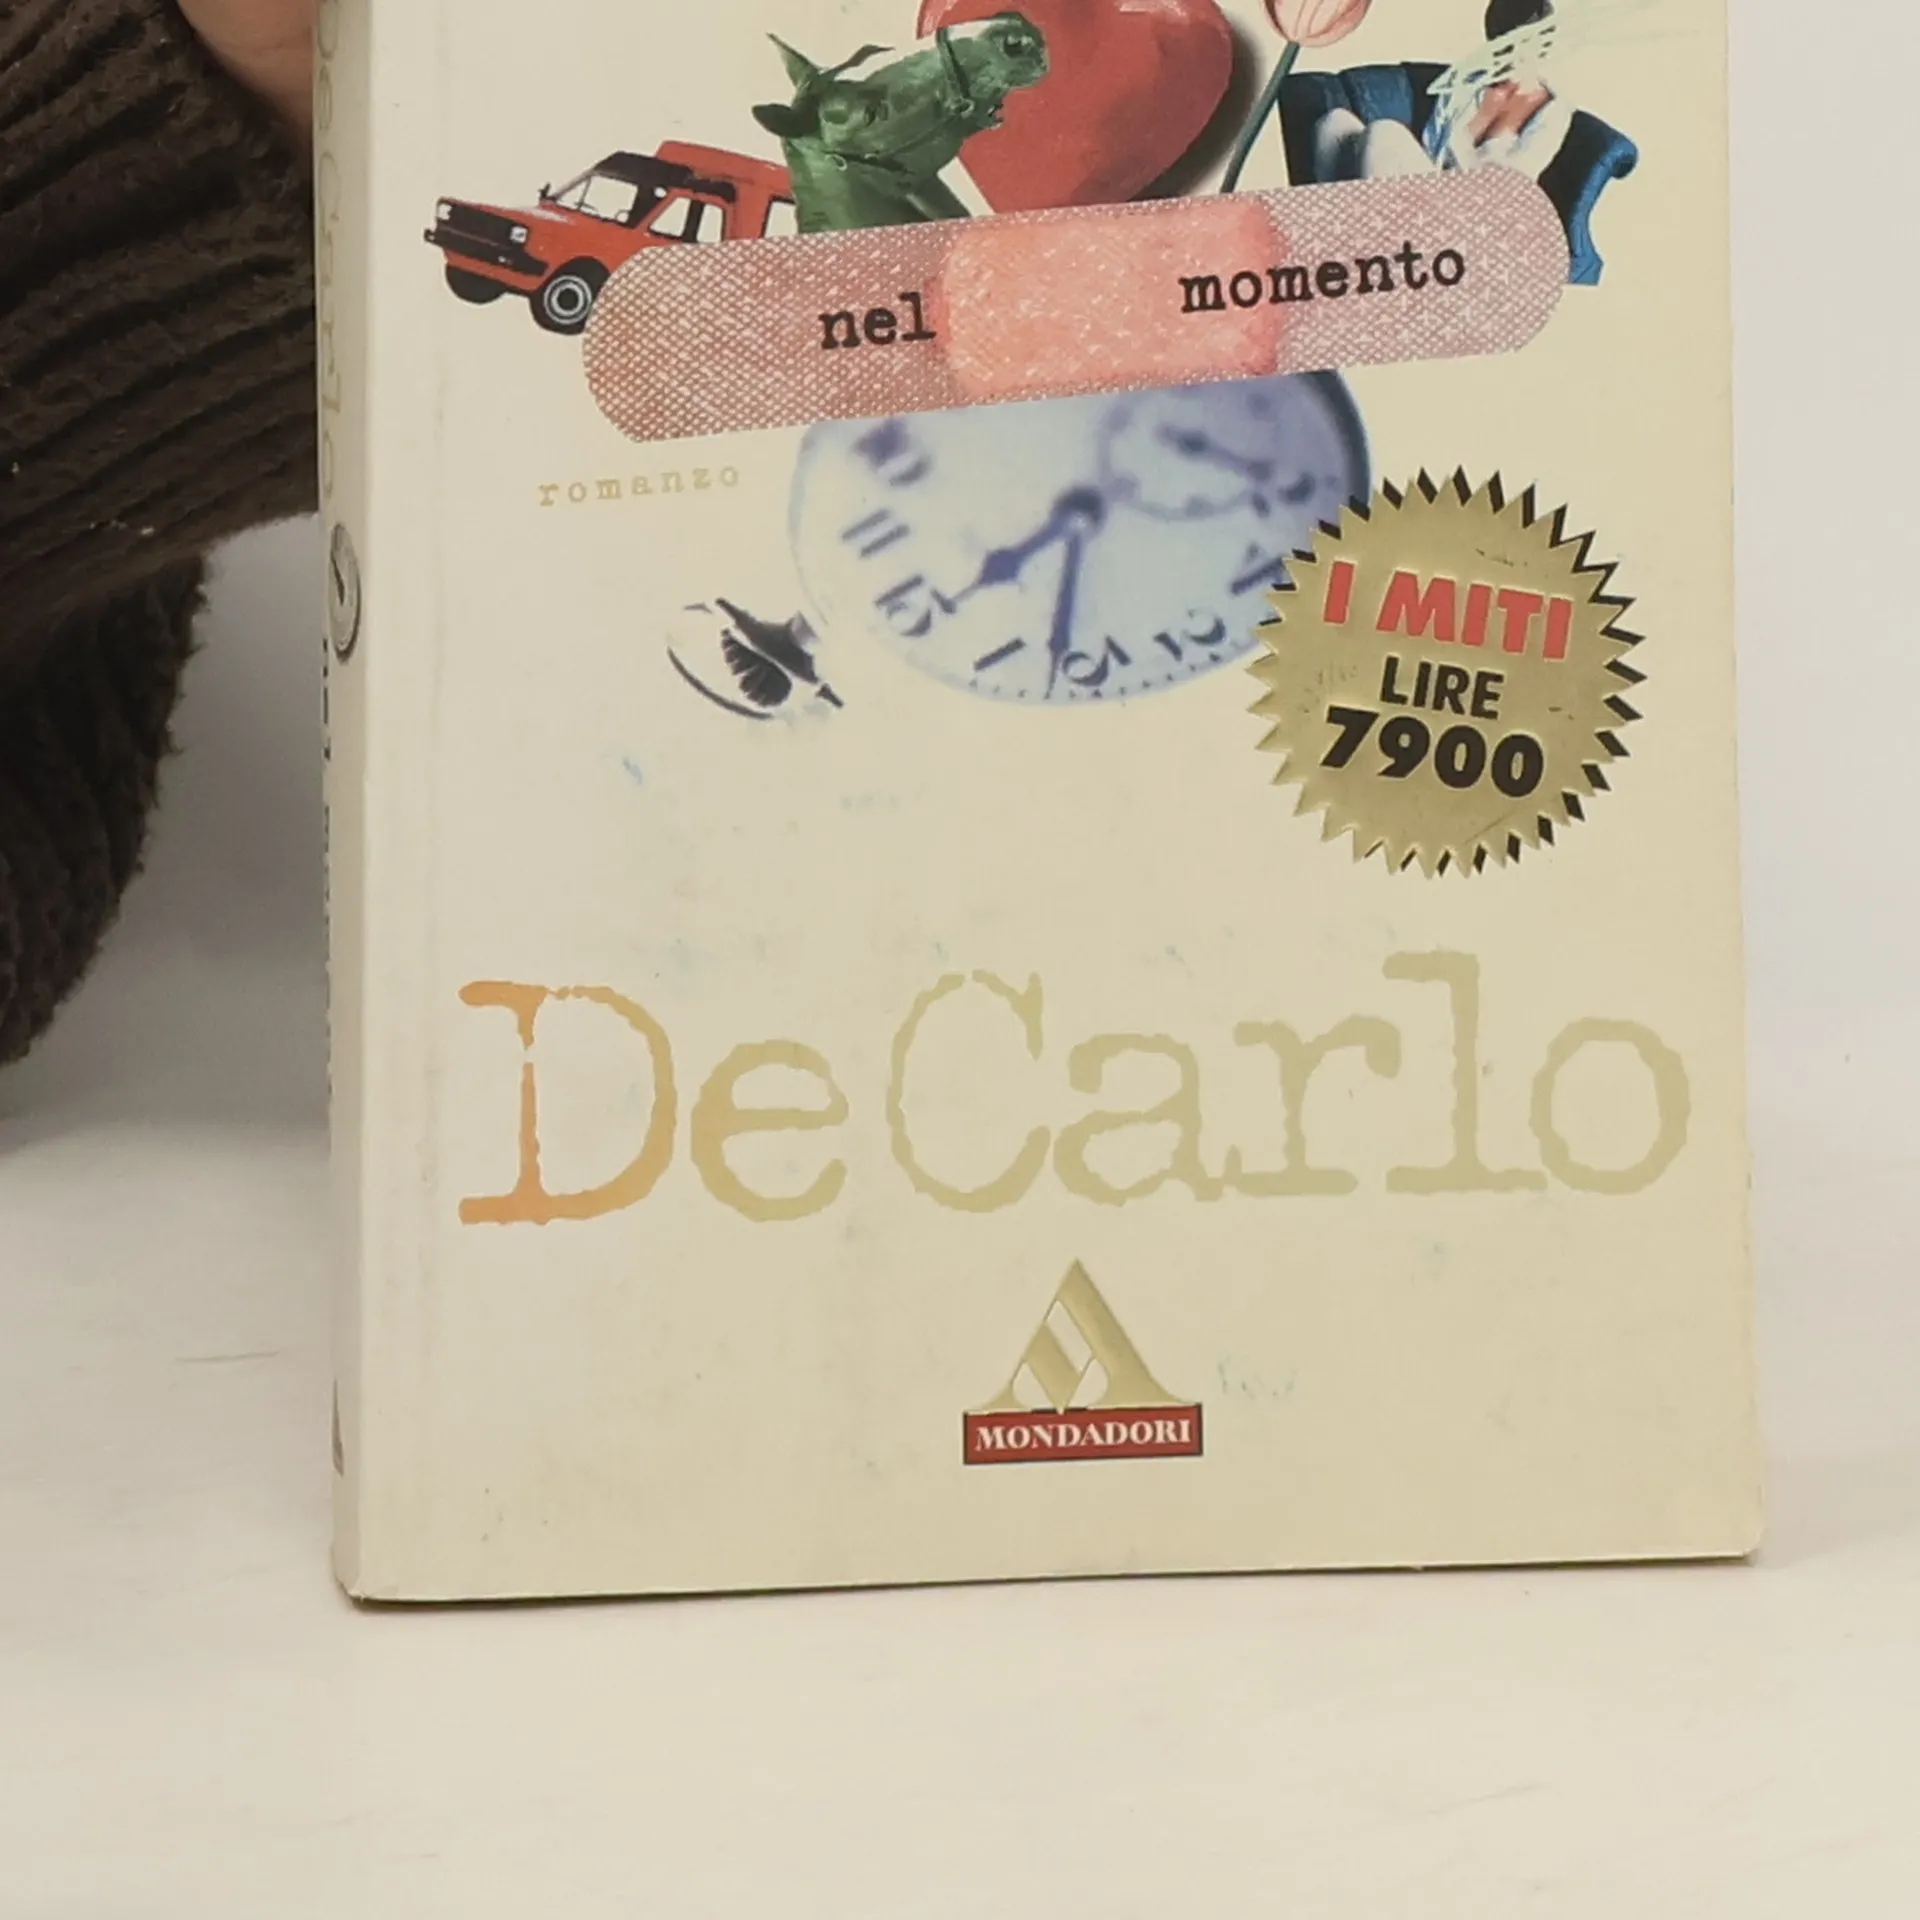 nel momento
romanzo
I MITI
LIRE
7900
DeCarlo
MONDADORI